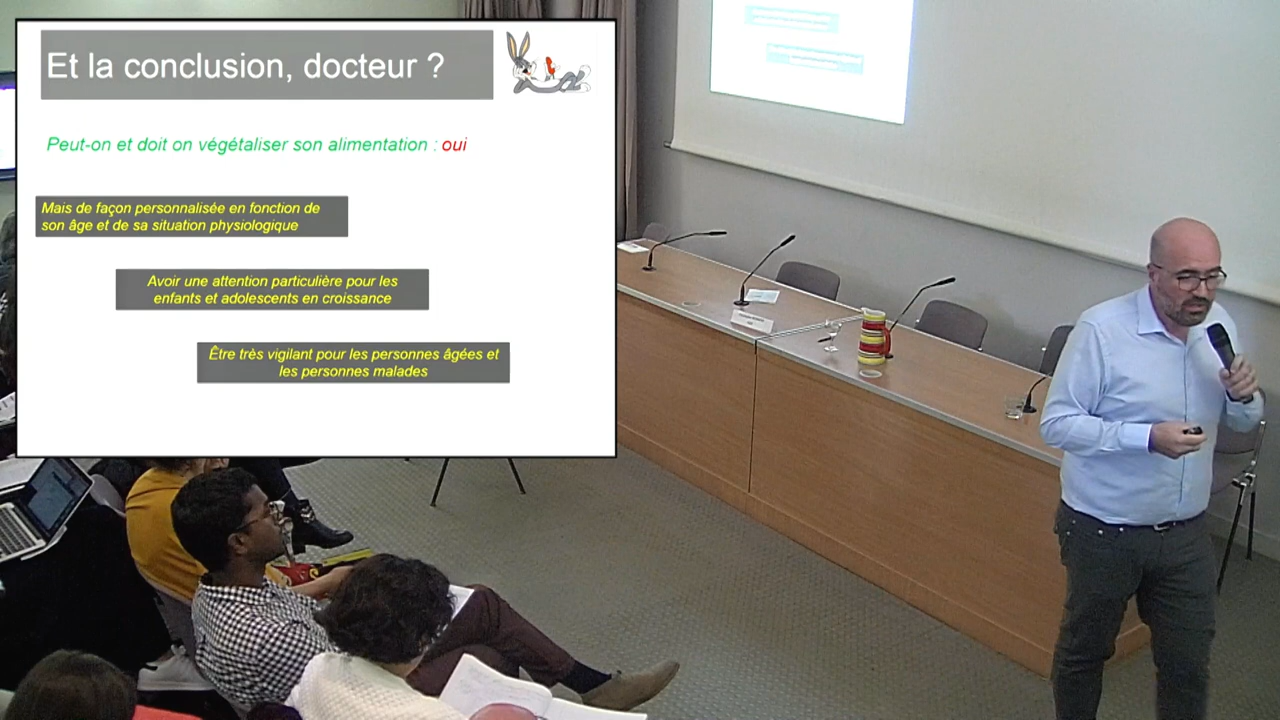 Et la conclusion, docteur ?
Peut-on et doit on végétaliser son alimentation : oui
Mais de façon personnalisée en fonction de
son âge et de sa situation physiologique
Avoir une attention particulière pour les
enfants et adolescents en croissance
Être très vigilant pour les personnes âgées et
les personnes malades